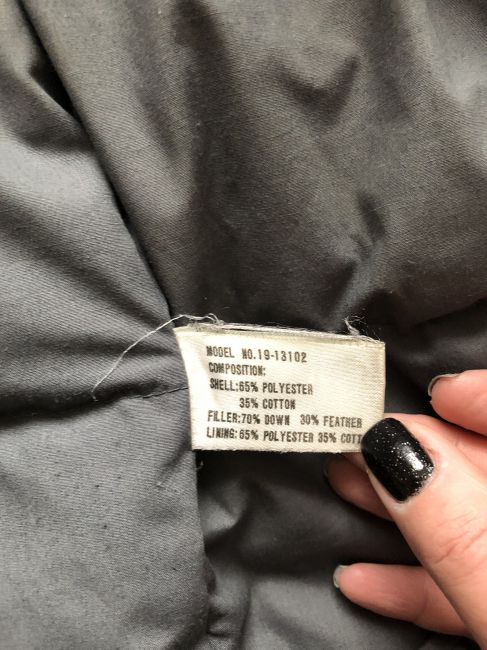 MODEL NO.19-13102
COMPOSITION:
SHELL:65% POLYESTER
35% COTTON
FILLER:70% DOWN 30% FEATHER
LINING:65% POLYESTER 35% COTT